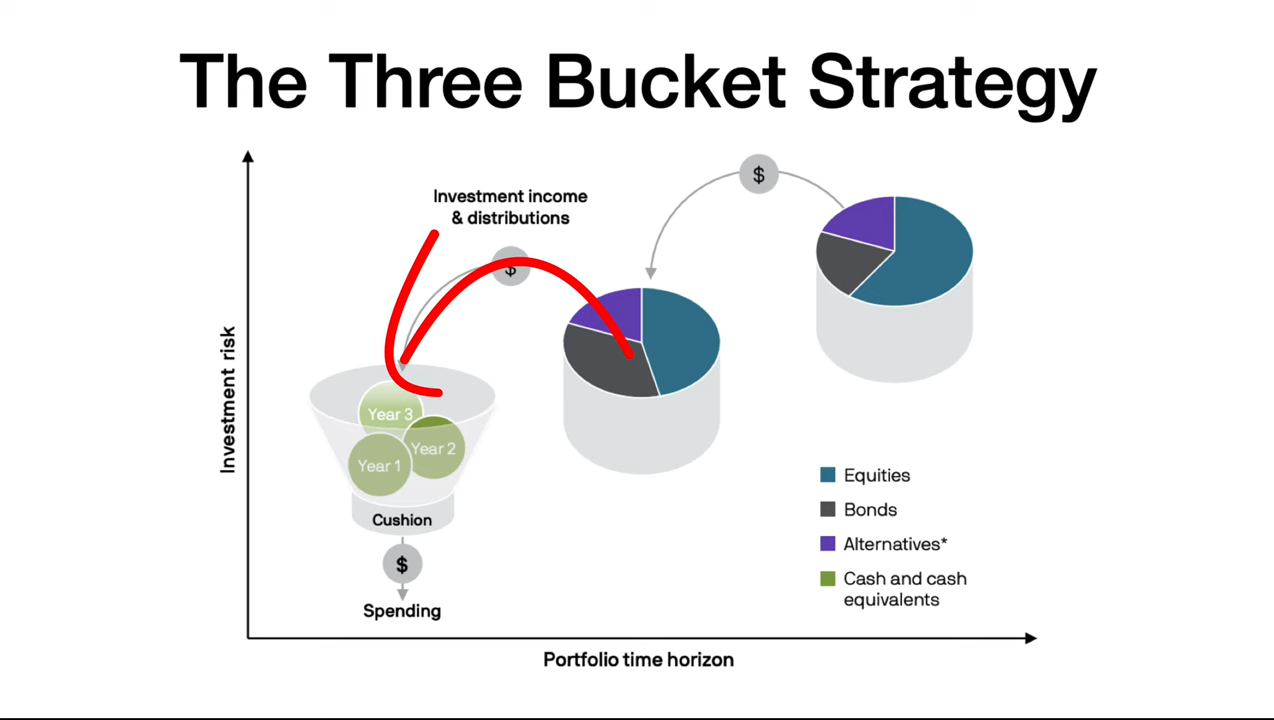 The Three Bucket Strategy
$
Investment income
& distributions
$
Investment risk
Year 3
Year 2
Year 1
Cushion
$
Spending
Equities
Bonds
Alternatives*
Cash and cash
equivalents
Portfolio time horizon